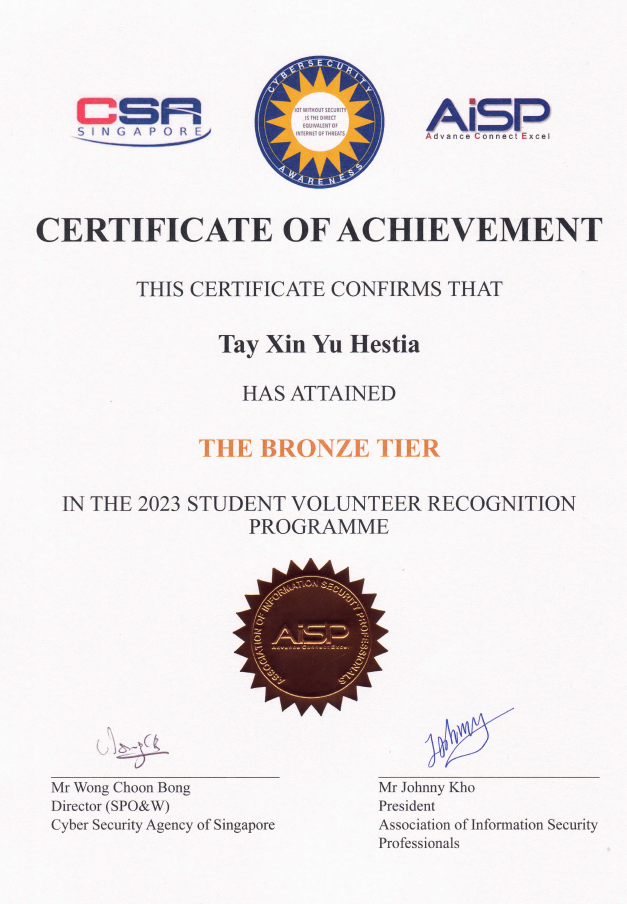 CSA
SINGAPORE
CYBERSECURITY
IOT WITHOUT SECURITY
IS THE DIRECT
EQUIVALENT OF
INTERNET OF THREATS
AWARENESS
AiSP
Advance Connect Excel
CERTIFICATE OF ACHIEVEMENT
THIS CERTIFICATE CONFIRMS THAT
Tay Xin Yu Hestia
HAS ATTAINED
THE BRONZE TIER
IN THE 2023 STUDENT VOLUNTEER RECOGNITION
PROGRAMME
ASSOCIATION OF INFORMATION SECURITY PROFESSIONALS
AiSP
Advance Connect Excel
WongCB
Johnny
Mr Wong Choon Bong
Director (SPO&W)
Cyber Security Agency of Singapore
Mr Johnny Kho
President
Association of Information Security
Professionals